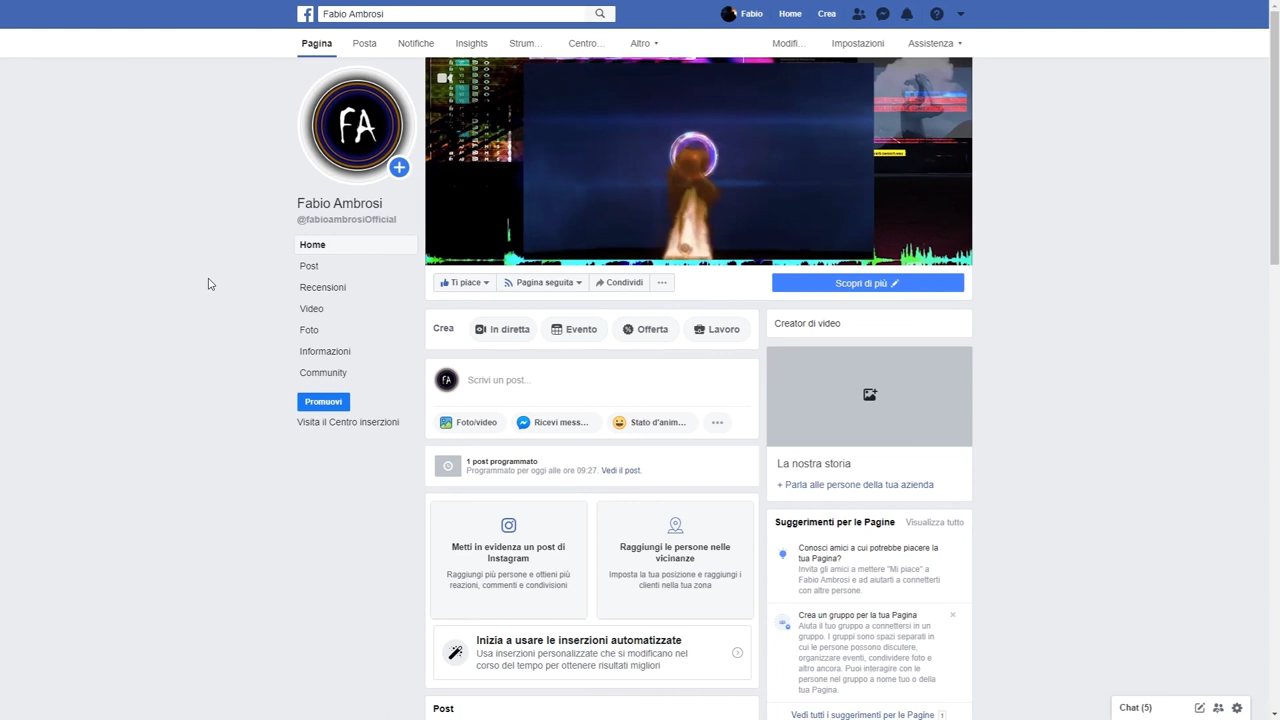 Fabio Ambrosi
Fabio Home Crea
Pagina Posta Notifiche Insights Strum... Centro... Altro Modifi... Impostazioni Assistenza
FA
Fabio Ambrosi
@fabioambrosiOfficial
Home
Post
Recensioni
Video
Foto
Informazioni
Community
Promuovi
Visita il Centro inserzioni
Ti piace Pagina seguita Condividi ... Scopri di più
Crea In diretta Evento Offerta Lavoro
FA Scrivi un post...
Foto/video Ricevi mess... Stato d'anim... ...
1 post programmato
Programmato per oggi alle ore 09:27. Vedi il post.
Metti in evidenza un post di
Instagram
Raggiungi più persone e ottieni più
reazioni, commenti e condivisioni
Raggiungi le persone nelle
vicinanze
Imposta la tua posizione e raggiungi i
clienti nella tua zona
Inizia a usare le inserzioni automatizzate
Usa inserzioni personalizzate che si modificano nel
corso del tempo per ottenere risultati migliori
Post
Creator di video
La nostra storia
+ Parla alle persone della tua azienda
Suggerimenti per le Pagine Visualizza tutto
Conosci amici a cui potrebbe piacere la
tua Pagina?
Invita gli amici a mettere "Mi piace" a
Fabio Ambrosi e ad aiutarti a connetterti
con altre persone.
Crea un gruppo per la tua Pagina
Aiuta il tuo gruppo a connettersi in un
gruppo. I gruppi sono spazi separati in
cui le persone possono discutere,
organizzare eventi, condividere foto e
altro ancora. Puoi interagire con le
persone nel gruppo a nome tuo o della
tua Pagina.
Vedi tutti i suggerimenti per le Pagine 1
Chat (5)